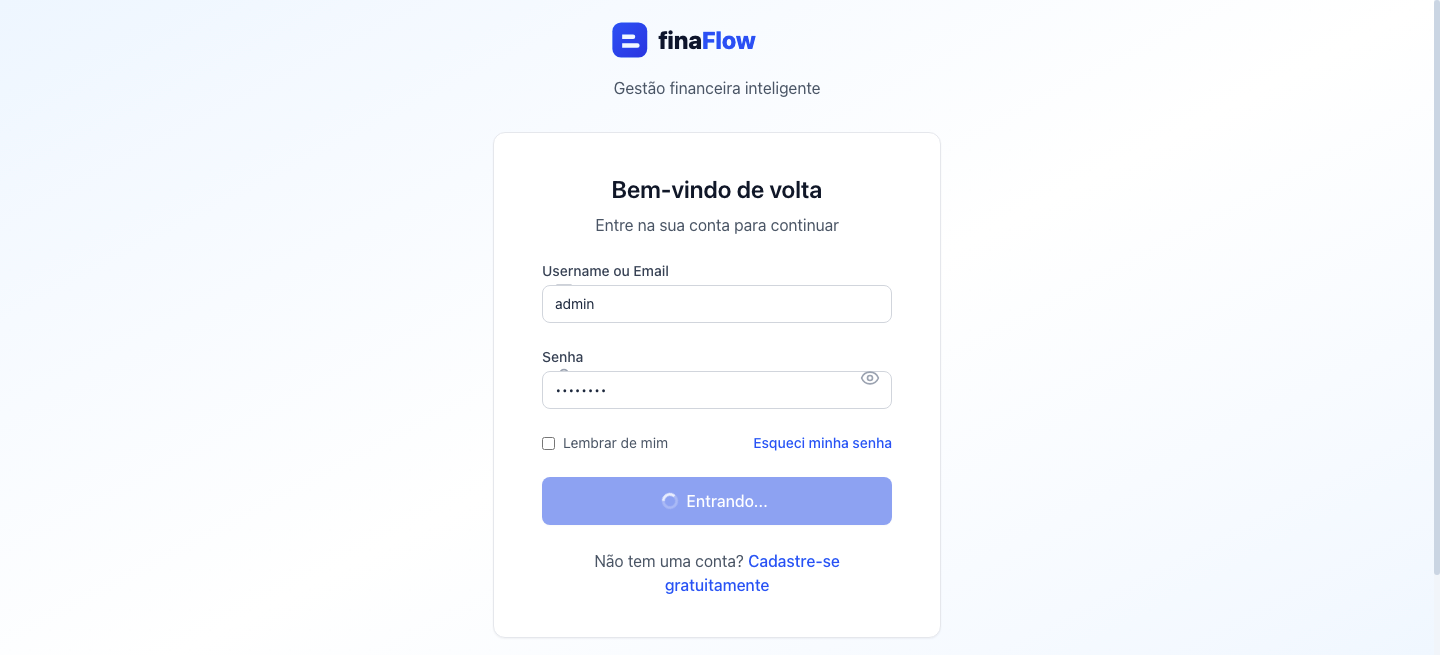 finaFlow
Gestão financeira inteligente
Bem-vindo de volta
Entre na sua conta para continuar
Username ou Email
admin
Senha
••••••••
Lembrar de mim
Esqueci minha senha
Entrando...
Não tem uma conta? Cadastre-se
gratuitamente